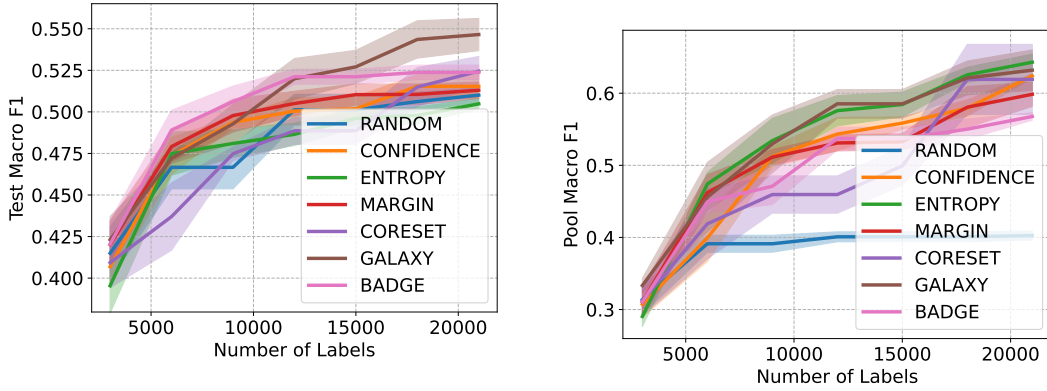 Test Macro F1
0.550
0.525
0.500
0.475
0.450
0.425
0.400
5000
10000
15000
20000
Number of Labels
RANDOM
CONFIDENCE
ENTROPY
MARGIN
CORESET
GALAXY
BADGE
Pool Macro F1
0.6
0.5
0.4
0.3
5000
10000
15000
20000
Number of Labels
RANDOM
CONFIDENCE
ENTROPY
MARGIN
CORESET
GALAXY
BADGE